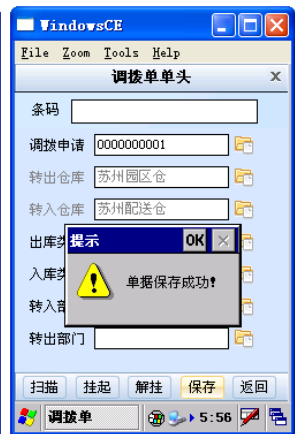 WindowsCE
File Zoom Tools Help
调拨单单头 x
条码
调拨申请 0000000001
转出仓库 苏州园区仓
转入仓库 苏州配送仓
出库类
提示 OK ×
入库类
单据保存成功!
转入部
转出部门
扫描 挂起 解挂 保存 返回
调拨单 5:56